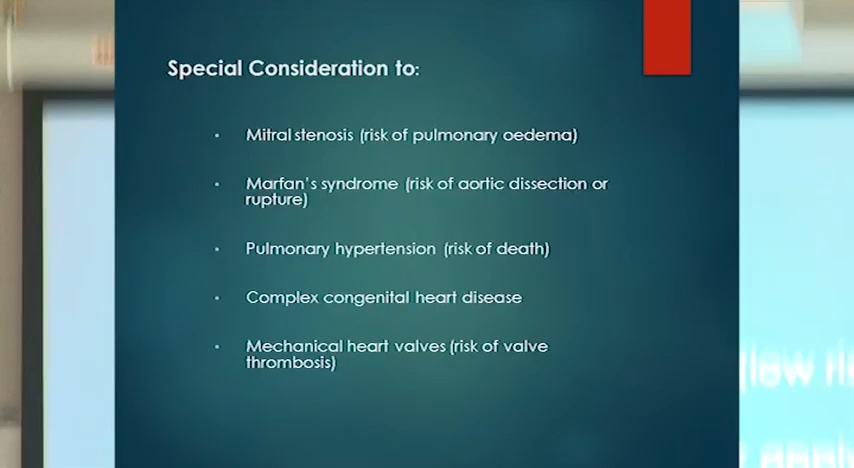 Special Consideration to:
• Mitral stenosis (risk of pulmonary oedema)
• Marfan's syndrome (risk of aortic dissection or
rupture)
• Pulmonary hypertension (risk of death)
• Complex congenital heart disease
• Mechanical heart valves (risk of valve
thrombosis)
(low